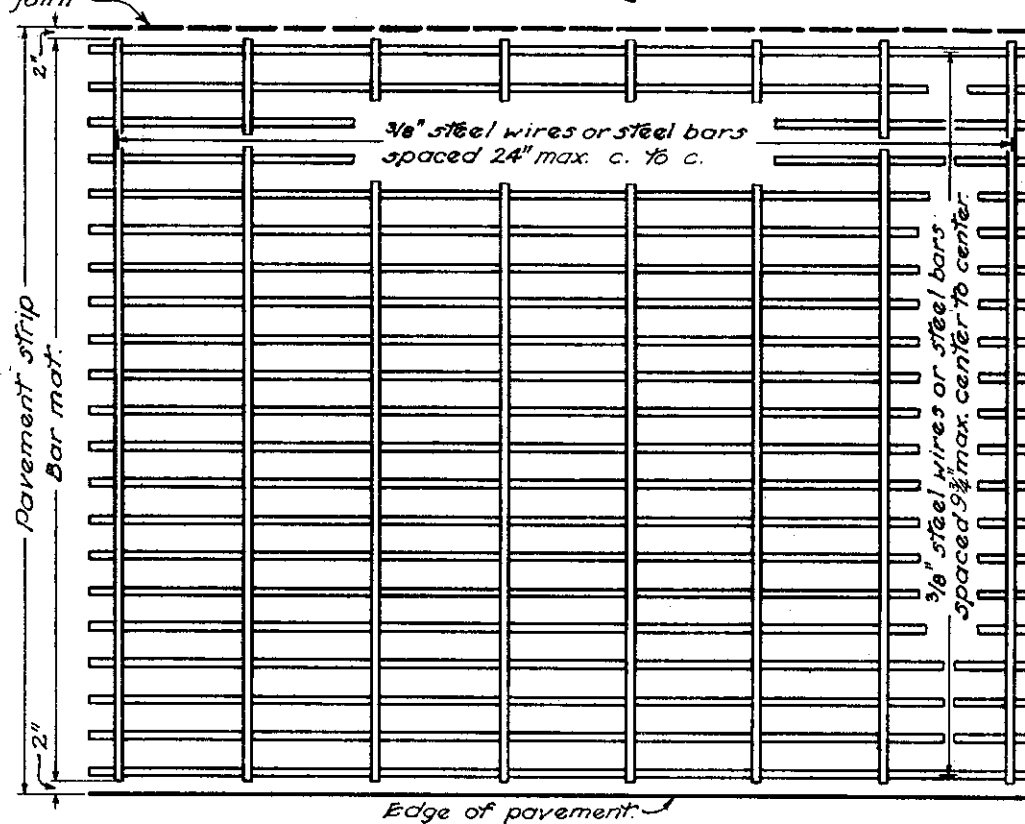 Joint
2"
3/8" steel wires or steel bars
spaced 24" max. c. to c.
3/8" steel wires or steel bars
spaced 9 3/4" max. center to center.
Pavement strip
Bar mat.
2"
Edge of pavement.